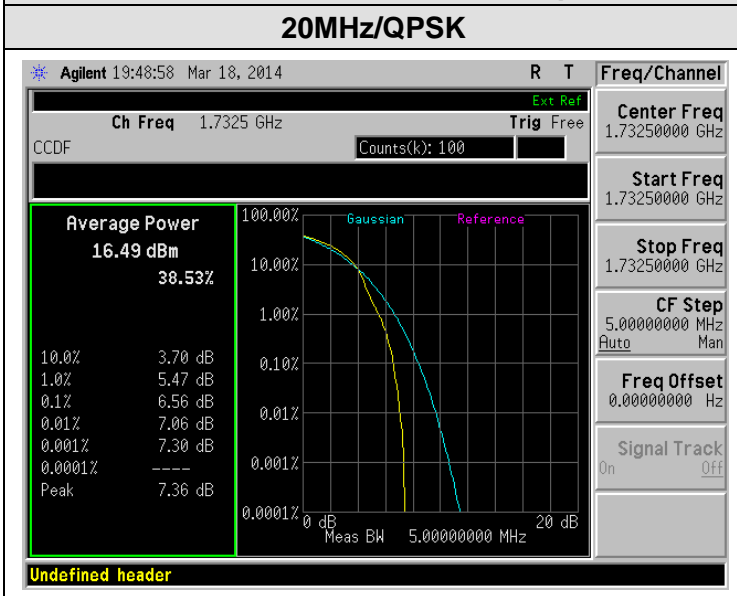 20MHz/QPSK
Agilent 19:48:58 Mar 18, 2014 R T
Freq/Channel
Ext Ref
Ch Freq 1.7325 GHz Trig Free
CCDF Counts(k): 100
Average Power
16.49 dBm
38.53%
10.0% 3.70 dB
1.0% 5.47 dB
0.1% 6.56 dB
0.01% 7.06 dB
0.001% 7.30 dB
0.0001% ----
Peak 7.36 dB
Gaussian Reference
100.00%
10.00%
1.00%
0.10%
0.01%
0.001%
0.0001%
0 dB 20 dB
Meas BW 5.00000000 MHz
Center Freq
1.73250000 GHz
Start Freq
1.73250000 GHz
Stop Freq
1.73250000 GHz
CF Step
5.00000000 MHz
Auto Man
Freq Offset
0.00000000 Hz
Signal Track
On Off
Undefined header